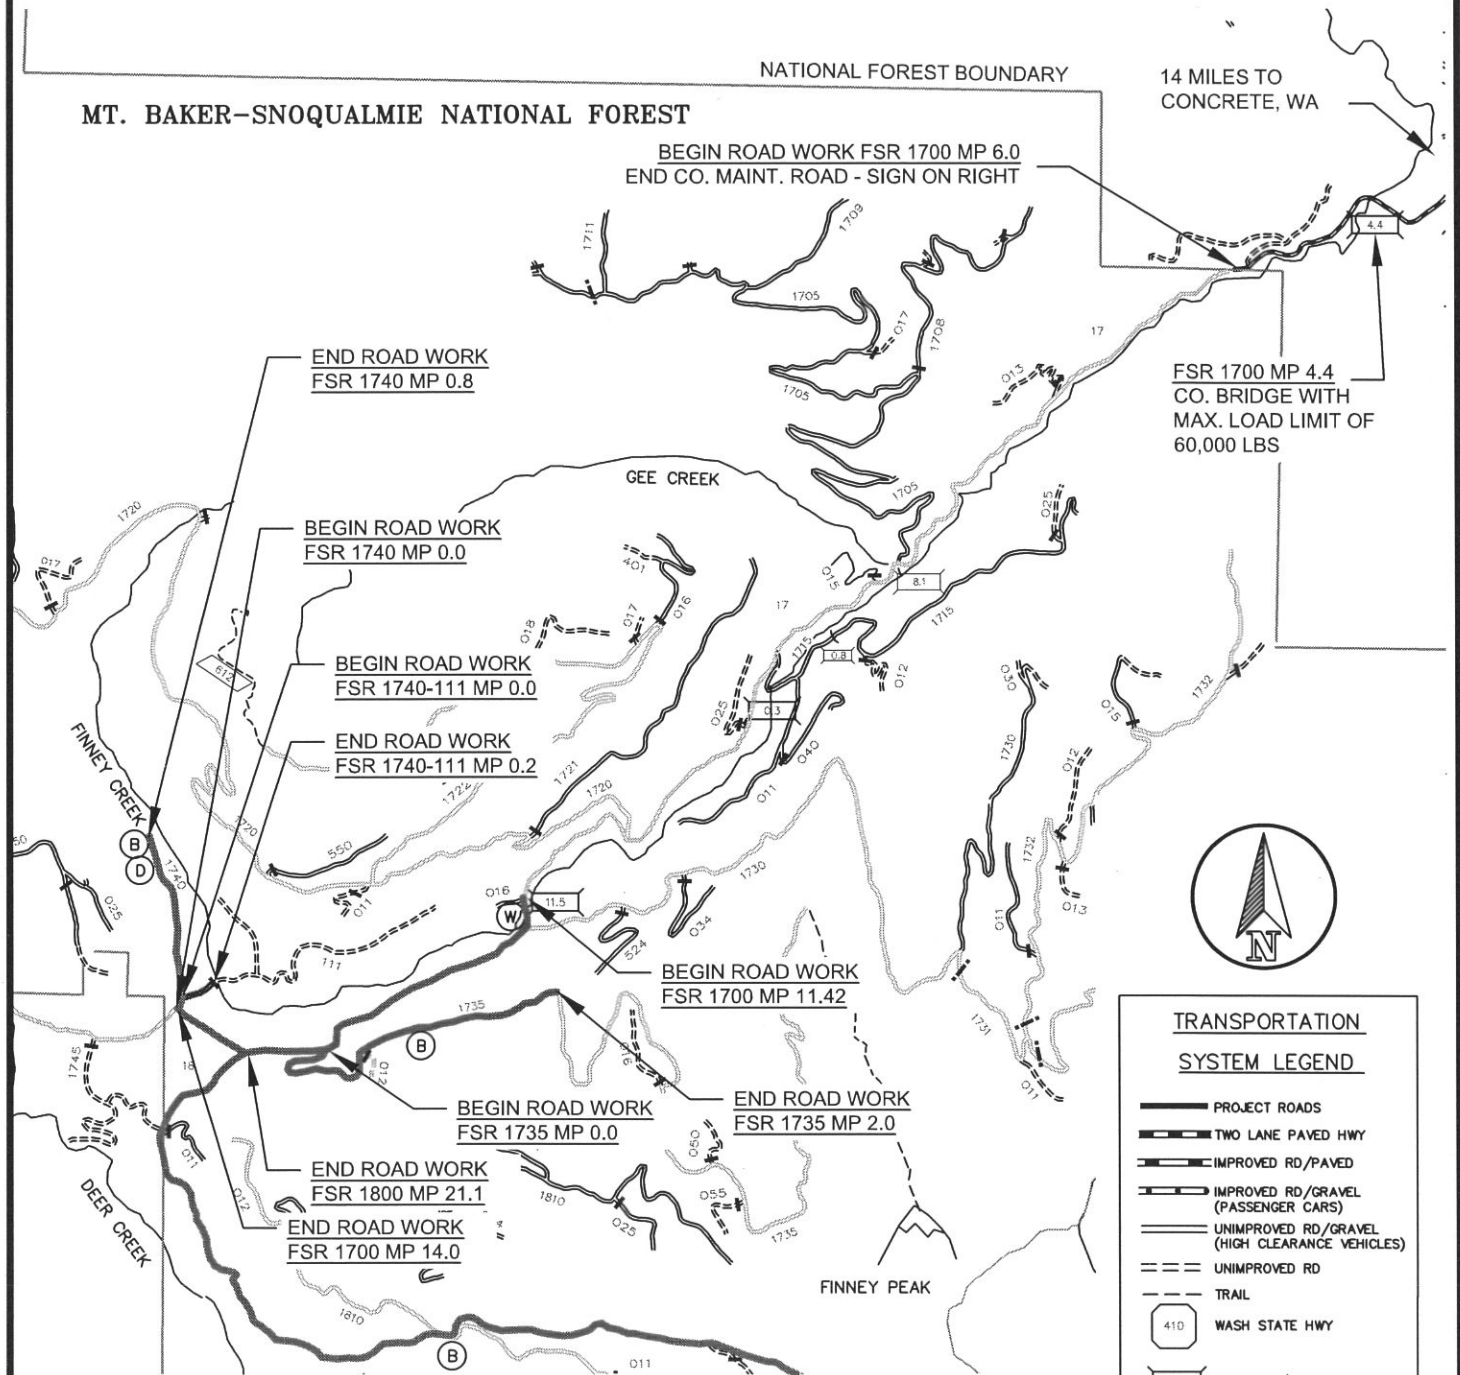 NATIONAL FOREST BOUNDARY
14 MILES TO
CONCRETE, WA
MT. BAKER-SNOQUALMIE NATIONAL FOREST
BEGIN ROAD WORK FSR 1700 MP 6.0
END CO. MAINT. ROAD - SIGN ON RIGHT
1711
1709
4.4
1705
017
1708
17
END ROAD WORK
FSR 1740 MP 0.8
013
1705
FSR 1700 MP 4.4
CO. BRIDGE WITH
MAX. LOAD LIMIT OF
60,000 LBS
GEE CREEK
1705
025
1720
BEGIN ROAD WORK
FSR 1740 MP 0.0
017
401
015
8.1
018
017
016
17
1715
1715
0.8
012
612
BEGIN ROAD WORK
FSR 1740-111 MP 0.0
030
1732
015
025
0.3
FINNEY CREEK
END ROAD WORK
FSR 1740-111 MP 0.2
1730
040
012
1721
1722
1720
011
1720
50
B
D
1740
550
1732
1730
025
011
016
11.5
W
013
011
034
524
111
BEGIN ROAD WORK
FSR 1700 MP 11.42
N
1735
1731
TRANSPORTATION
SYSTEM LEGEND
1745
18
B
012
016
011
BEGIN ROAD WORK
FSR 1735 MP 0.0
END ROAD WORK
FSR 1735 MP 2.0
PROJECT ROADS
TWO LANE PAVED HWY
IMPROVED RD/PAVED
IMPROVED RD/GRAVEL
(PASSENGER CARS)
UNIMPROVED RD/GRAVEL
(HIGH CLEARANCE VEHICLES)
UNIMPROVED RD
TRAIL
410
WASH STATE HWY
011
050
END ROAD WORK
FSR 1800 MP 21.1
012
1810
055
025
1735
END ROAD WORK
FSR 1700 MP 14.0
DEER CREEK
FINNEY PEAK
1810
B
011